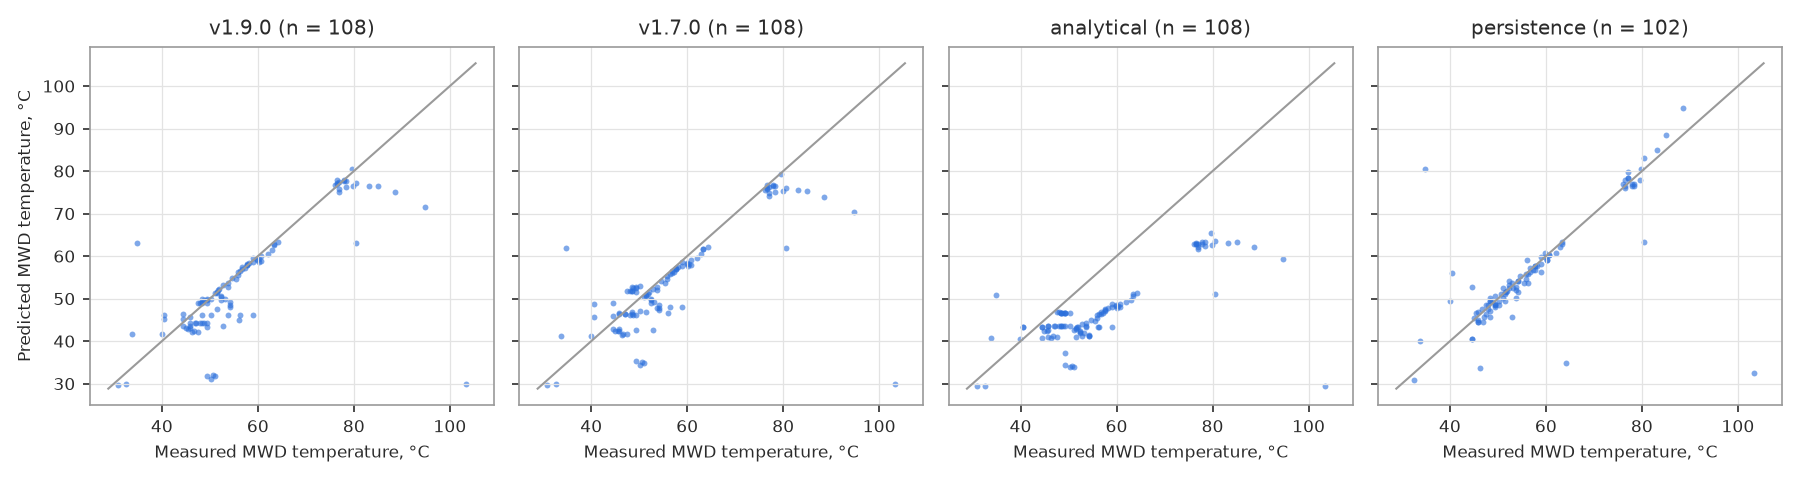 v1.9.0 (n = 108)
v1.7.0 (n = 108)
analytical (n = 108)
persistence (n = 102)
Predicted MWD temperature, °C
100
90
80
70
60
50
40
30
40 60 80 100
40 60 80 100
40 60 80 100
40 60 80 100
Measured MWD temperature, °C
Measured MWD temperature, °C
Measured MWD temperature, °C
Measured MWD temperature, °C